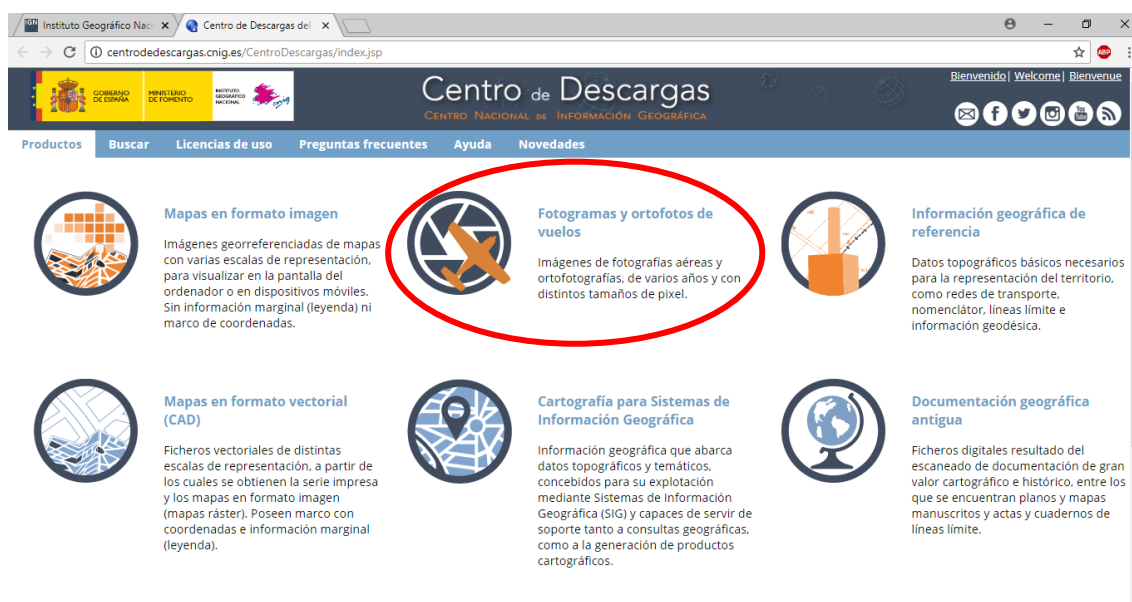 IGN Instituto Geográfico Naci
Centro de Descargas del
centrodedescargas.cnig.es/CentroDescargas/index.jsp
ABP
GOBIERNO
DE ESPAÑA
MINISTERIO
DE FOMENTO
INSTITUTO
GEOGRÁFICO
NACIONAL
cnig
Centro de Descargas
Centro Nacional de Información Geográfica
Bienvenido| Welcome| Bienvenue
You
Tube
Productos Buscar Licencias de uso Preguntas frecuentes Ayuda Novedades
Mapas en formato imagen
Imágenes georreferenciadas de mapas
con varias escalas de representación,
para visualizar en la pantalla del
ordenador o en dispositivos móviles.
Sin información marginal (leyenda) ni
marco de coordenadas.
Fotogramas y ortofotos de
vuelos
Imágenes de fotografías aéreas y
ortofotografías, de varios años y con
distintos tamaños de pixel.
Información geográfica de
referencia
Datos topográficos básicos necesarios
para la representación del territorio,
como redes de transporte,
nomenclátor, líneas límite e
información geodésica.
Mapas en formato vectorial
(CAD)
Ficheros vectoriales de distintas
escalas de representación, a partir de
los cuales se obtienen la serie impresa
y los mapas en formato imagen
(mapas ráster). Poseen marco con
coordenadas e información marginal
(leyenda).
Cartografía para Sistemas de
Información Geográfica
Información geográfica que abarca
datos topográficos y temáticos,
concebidos para su explotación
mediante Sistemas de Información
Geográfica (SIG) y capaces de servir de
soporte tanto a consultas geográficas,
como a la generación de productos
cartográficos.
Documentación geográfica
antigua
Ficheros digitales resultado del
escaneado de documentación de gran
valor cartográfico e histórico, entre los
que se encuentran planos y mapas
manuscritos y actas y cuadernos de
líneas límite.